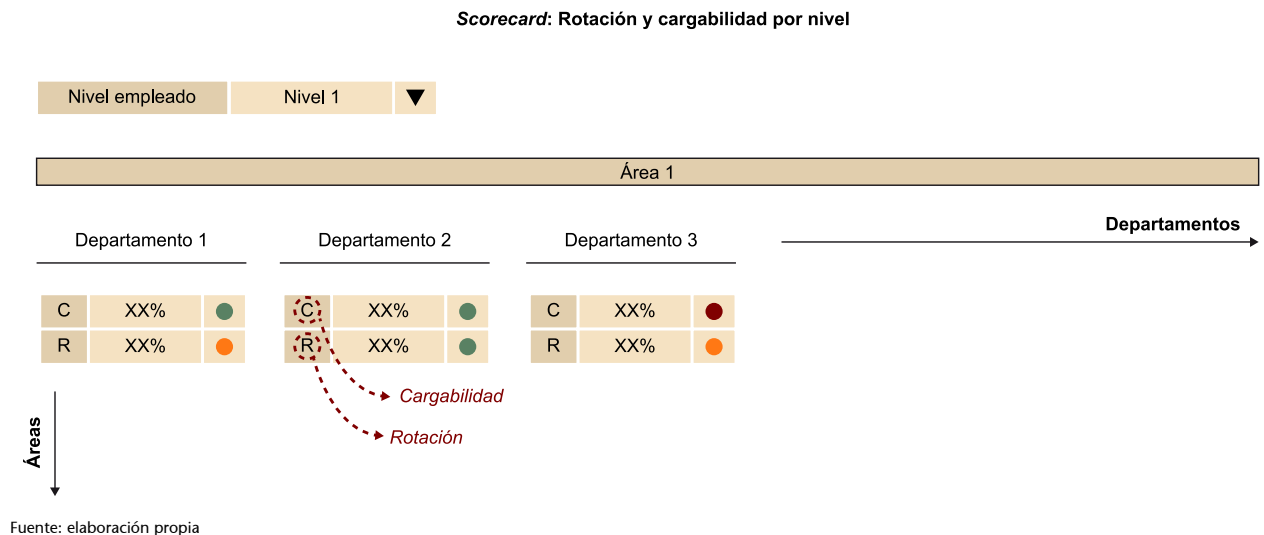 Scorecard: Rotación y cargabilidad por nivel
Nivel empleado Nivel 1
Área 1
Departamentos
Departamento 1 Departamento 2 Departamento 3
C XX% C XX% C XX%
R XX% R XX% R XX%
Cargabilidad
Rotación
Áreas
Fuente: elaboración propia